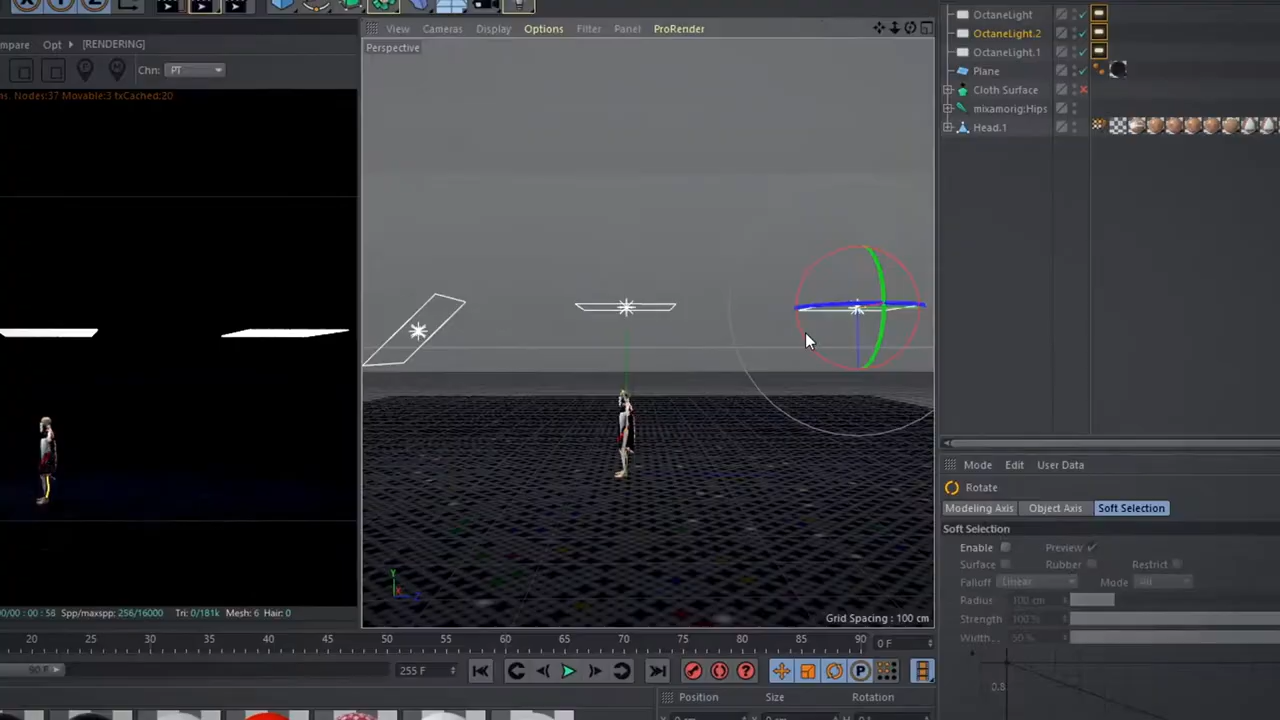 View Cameras Display Options Filter Panel ProRender
mpare Opt [RENDERING]
Perspective
Chn: PT
ns. Nodes:37 Movable:3 txCached:20
OctaneLight
OctaneLight.2
OctaneLight.1
Plane
Cloth Surface
mixamorig:Hips
Head.1
Y
Grid Spacing : 100 cm
00 : 00 : 58 Spp/maxspp: 256/16000 Tri: 0/181k Mesh: 6 Hair: 0
20 25 30 35 40 45 50 55 60 65 70 75 80 85 90 0 F
90 F 255 F
P
Position Size Rotation
Mode Edit User Data
Rotate
Modeling Axis Object Axis Soft Selection
Soft Selection
Enable Preview
Surface Rubber Restrict
Falloff Linear Mode All
Radius 100 cm
Strength 100 %
Width 50 %
0.8